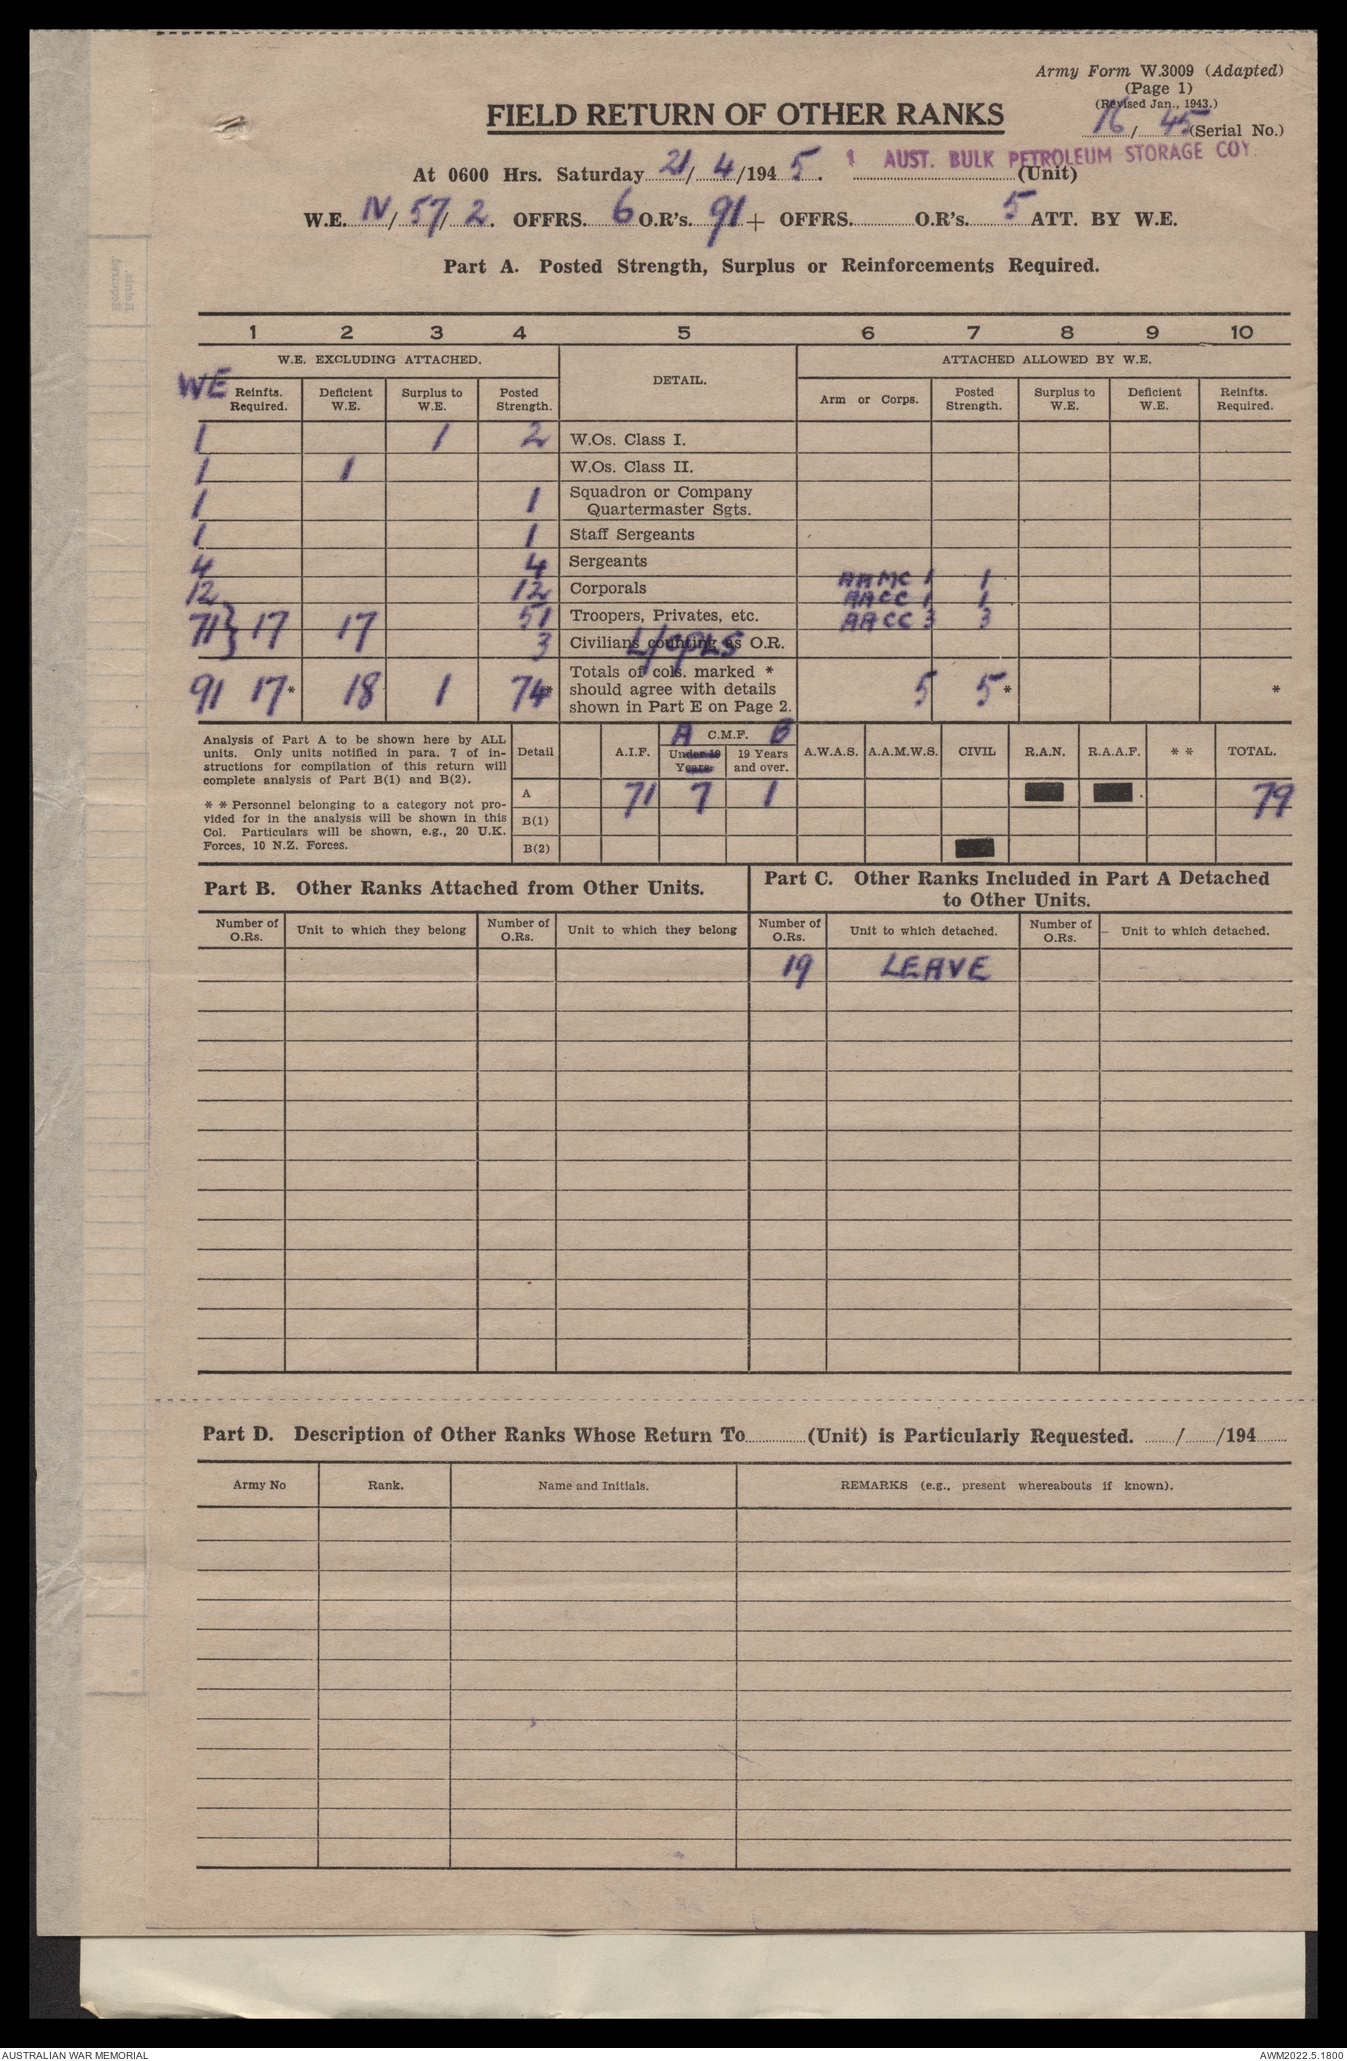 Army Form W.3009 (Adapted)
(Page 1)
(Revised Jan., 1943.)
16/45 (Serial No.)
FIELD RETURN OF OTHER RANKS
1 AUST. BULK PETROLEUM STORAGE COY.
At 0600 Hrs. Saturday 21/4/1945. (Unit)
W.E. IV/57/2. OFFRS. 6 O.R's. 91 + OFFRS. O.R's. 5 ATT. BY W.E.
Part A. Posted Strength, Surplus or Reinforcements Required.
1 2 3 4 5 6 7 8 9 10
W.E. EXCLUDING ATTACHED. DETAIL. ATTACHED ALLOWED BY W.E.
WE Reinfts. Required. Deficient W.E. Surplus to W.E. Posted Strength. Arm or Corps. Posted Strength. Surplus to W.E. Deficient W.E. Reinfts. Required.
1 1 2 W.Os. Class I.
1 1 W.Os. Class II.
1 1 Squadron or Company Quartermaster Sgts.
1 1 Staff Sergeants
4 4 Sergeants
AAMC 1 1
12 12 Corporals AACC 1 1
71} 17 17 51 Troopers, Privates, etc. AACC 3 3
3 Civilians counting as O.R. L/CPLS
91 17* 18 1 74* Totals of cols. marked * should agree with details shown in Part E on Page 2. 5 5* *
Analysis of Part A to be shown here by ALL
units. Only units notified in para. 7 of in-
structions for compilation of this return will
complete analysis of Part B(1) and B(2).
* * Personnel belonging to a category not pro-
vided for in the analysis will be shown in this
Col. Particulars will be shown, e.g., 20 U.K.
Forces, 10 N.Z. Forces.
A C.M.F. B
Detail A.I.F. Under 19 Years. 19 Years and over. A.W.A.S. A.A.M.W.S. CIVIL R.A.N. R.A.A.F. * * TOTAL.
A 71 7 1 79
B(1)
B(2)
Part B. Other Ranks Attached from Other Units.
Part C. Other Ranks Included in Part A Detached
to Other Units.
Number of O.Rs. Unit to which they belong Number of O.Rs. Unit to which they belong Number of O.Rs. Unit to which detached. Number of O.Rs. Unit to which detached.
19 LEAVE
Part D. Description of Other Ranks Whose Return To (Unit) is Particularly Requested. / /194
Army No Rank. Name and Initials. REMARKS (e.g., present whereabouts if known).
AUSTRALIAN WAR MEMORIAL AWM2022.5.1800